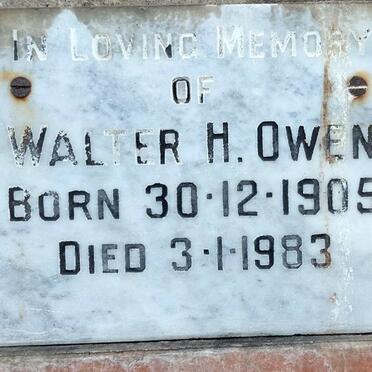 IN LOVING MEMORY
OF
WALTER H. OWEN
BORN 30·12·1905
DIED 3·1·1983